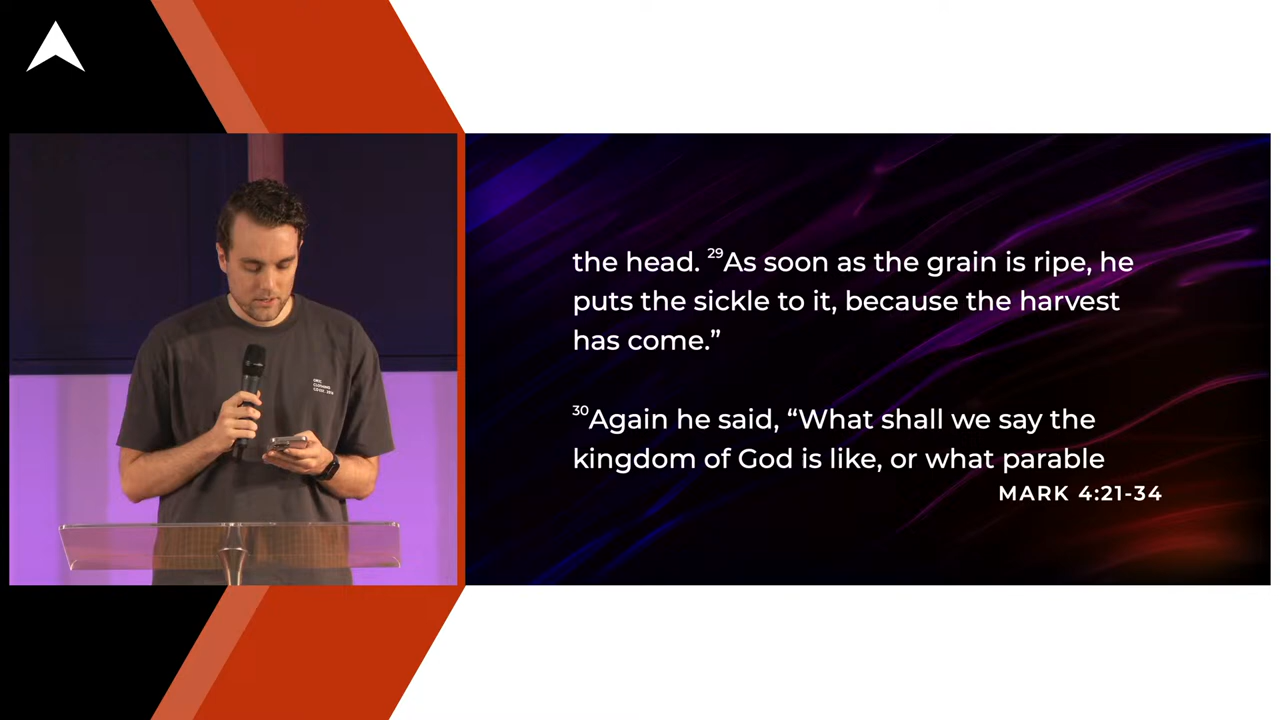 the head. ²⁹As soon as the grain is ripe, he
puts the sickle to it, because the harvest
has come.”
³⁰Again he said, “What shall we say the
kingdom of God is like, or what parable
MARK 4:21-34